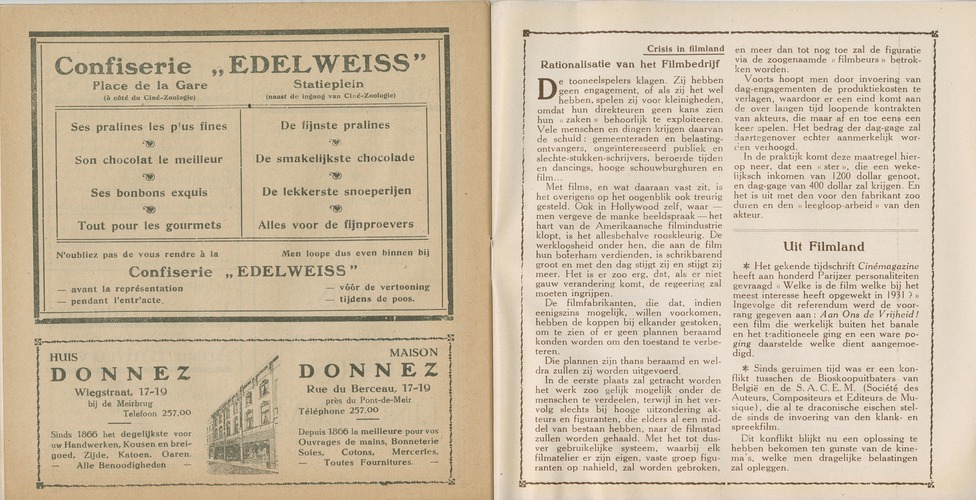 Confiserie „EDELWEISS”
Place de la Gare
(à côté du Ciné-Zoologie)
Statieplein
(naast de ingang van Ciné-Zoologie)
Ses pralines les plus fines
Son chocolat le meilleur
Ses bonbons exquis
Tout pour les gourmets
De fijnste pralines
De smakelijkste chocolade
De lekkerste snoeperijen
Alles voor de fijnproevers
N'oubliez pas de vous rendre à la
Men loope dus even binnen bij
Confiserie „EDELWEISS”
— avant la représentation
— pendant l'entr'acte.
— vóór de vertooning
— tijdens de poos.
HUIS
DONNEZ
Wiegstraat, 17-19
bij de Meirbrug
Telefoon 257.00
Sinds 1866 het degelijkste voor
uw Handwerken, Kousen en brei-
goed, Zijde, Katoen, Garen.
— Alle Benoodigheden —
MAISON
DONNEZ
Rue du Berceau, 17-19
près du Pont-de-Meir
Téléphone 257.00
Depuis 1866 la meilleure pour vos
Ouvrages de mains, Bonneterie
Soies, Cotons, Merceries,
— Toutes Fournitures. —
Crisis in filmland
Rationalisatie van het Filmbedrijf
De tooneelspelers klagen. Zij hebben
geen engagement, of als zij het wel
hebben, spelen zij voor kleinigheden,
omdat hun direkteuren geen kans zien
hun « zaken » behoorlijk te exploiteeren.
Vele menschen en dingen krijgen daarvan
de schuld : gemeenteraden en belasting-
ontvangers, ongeïnteresseerd publiek en
slechte-stukken-schrijvers, beroerde tijden
en dancings, hooge schouwburghuren en
film...
Met films, en wat daaraan vast zit, is
het overigens op het oogenblik ook treurig
gesteld. Ook in Hollywood zelf, waar —
men vergeve de manke beeldspraak — het
hart van de Amerikaansche filmindustrie
klopt, is het allesbehalve rooskleurig. De
werkloosheid onder hen, die aan de film
hun boterham verdienden, is schrikbarend
groot en met den dag stijgt zij en stijgt zij
meer. Het is er zoo erg, dat, als er niet
gauw verandering komt, de regeering zal
moeten ingrijpen.
De filmfabrikanten, die dat, indien
eenigszins mogelijk, willen voorkomen,
hebben de koppen bij elkander gestoken,
om te zien of er geen plannen beraamd
konden worden om den toestand te verbe-
teren.
Die plannen zijn thans beraamd en wel-
dra zullen zij worden uitgevoerd.
In de eerste plaats zal getracht worden
het werk zoo gelijk mogelijk onder de
menschen te verdeelen, terwijl in het ver-
volg slechts bij hooge uitzondering ak-
teurs en figuranten, die elders al een mid-
del van bestaan hebben, naar de filmstad
zullen worden gehaald. Met het tot dus-
ver gebruikelijke systeem, waarbij elk
filmatelier er zijn eigen, vaste groep figu-
ranten op nahield, zal worden gebroken,
en meer dan tot nog toe zal de figuratie
via de zoogenaamde « filmbeurs » betrok-
ken worden.
Voorts hoopt men door invoering van
dag-engagementen de produktiekosten te
verlagen, waardoor er een eind komt aan
de over langen tijd loopende kontrakten
van akteurs, die maar af en toe eens een
keer spelen. Het bedrag der dag-gage zal
daartegenover echter aanmerkelijk wor-
den verhoogd.
In de praktijk komt deze maatregel hier-
op neer, dat een « ster », die een weke-
lijksch inkomen van 1200 dollar genoot,
en dag-gage van 400 dollar zal krijgen. En
het is uit met den voor den fabrikant zoo
duren en den « leegloop-arbeid » van den
akteur.
Uit Filmland
* Het gekende tijdschrift Cinémagazine
heeft aan honderd Parijzer personaliteiten
gevraagd « Welke is de film welke bij het
meest interesse heeft opgewekt in 1931 ? »
Ingevolge dit referendum werd de voor-
rang gegeven aan : Aan Ons de Vrijheid !
een film die werkelijk buiten het banale
en het traditioneele ging en een ware po-
ging daarstelde welke dient aangemoe-
digd.
* Sinds geruimen tijd was er een kon-
flikt tusschen de Bioskoopuitbaters van
België en de S. A. C. E. M. (Société des
Auteurs, Compositeurs et Editeurs de Mu-
sique), die al te draconische eischen stel-
de sinds de invoering van den klank- en
spreekfilm.
Dit konflikt blijkt nu een oplossing te
hebben bekomen ten gunste van de kine-
ma's, welke men dragelijke belastingen
zal opleggen.